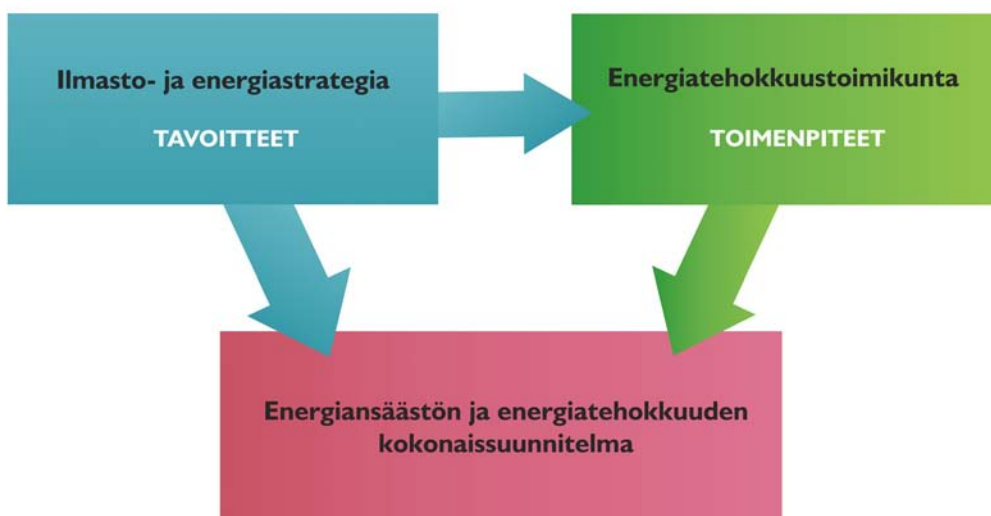 Ilmasto- ja energiastrategia
TAVOITTEET
Energiatehokkuustoimikunta
TOIMENPITEET
Energiansäästön ja energiatehokkuuden
kokonaissuunnitelma